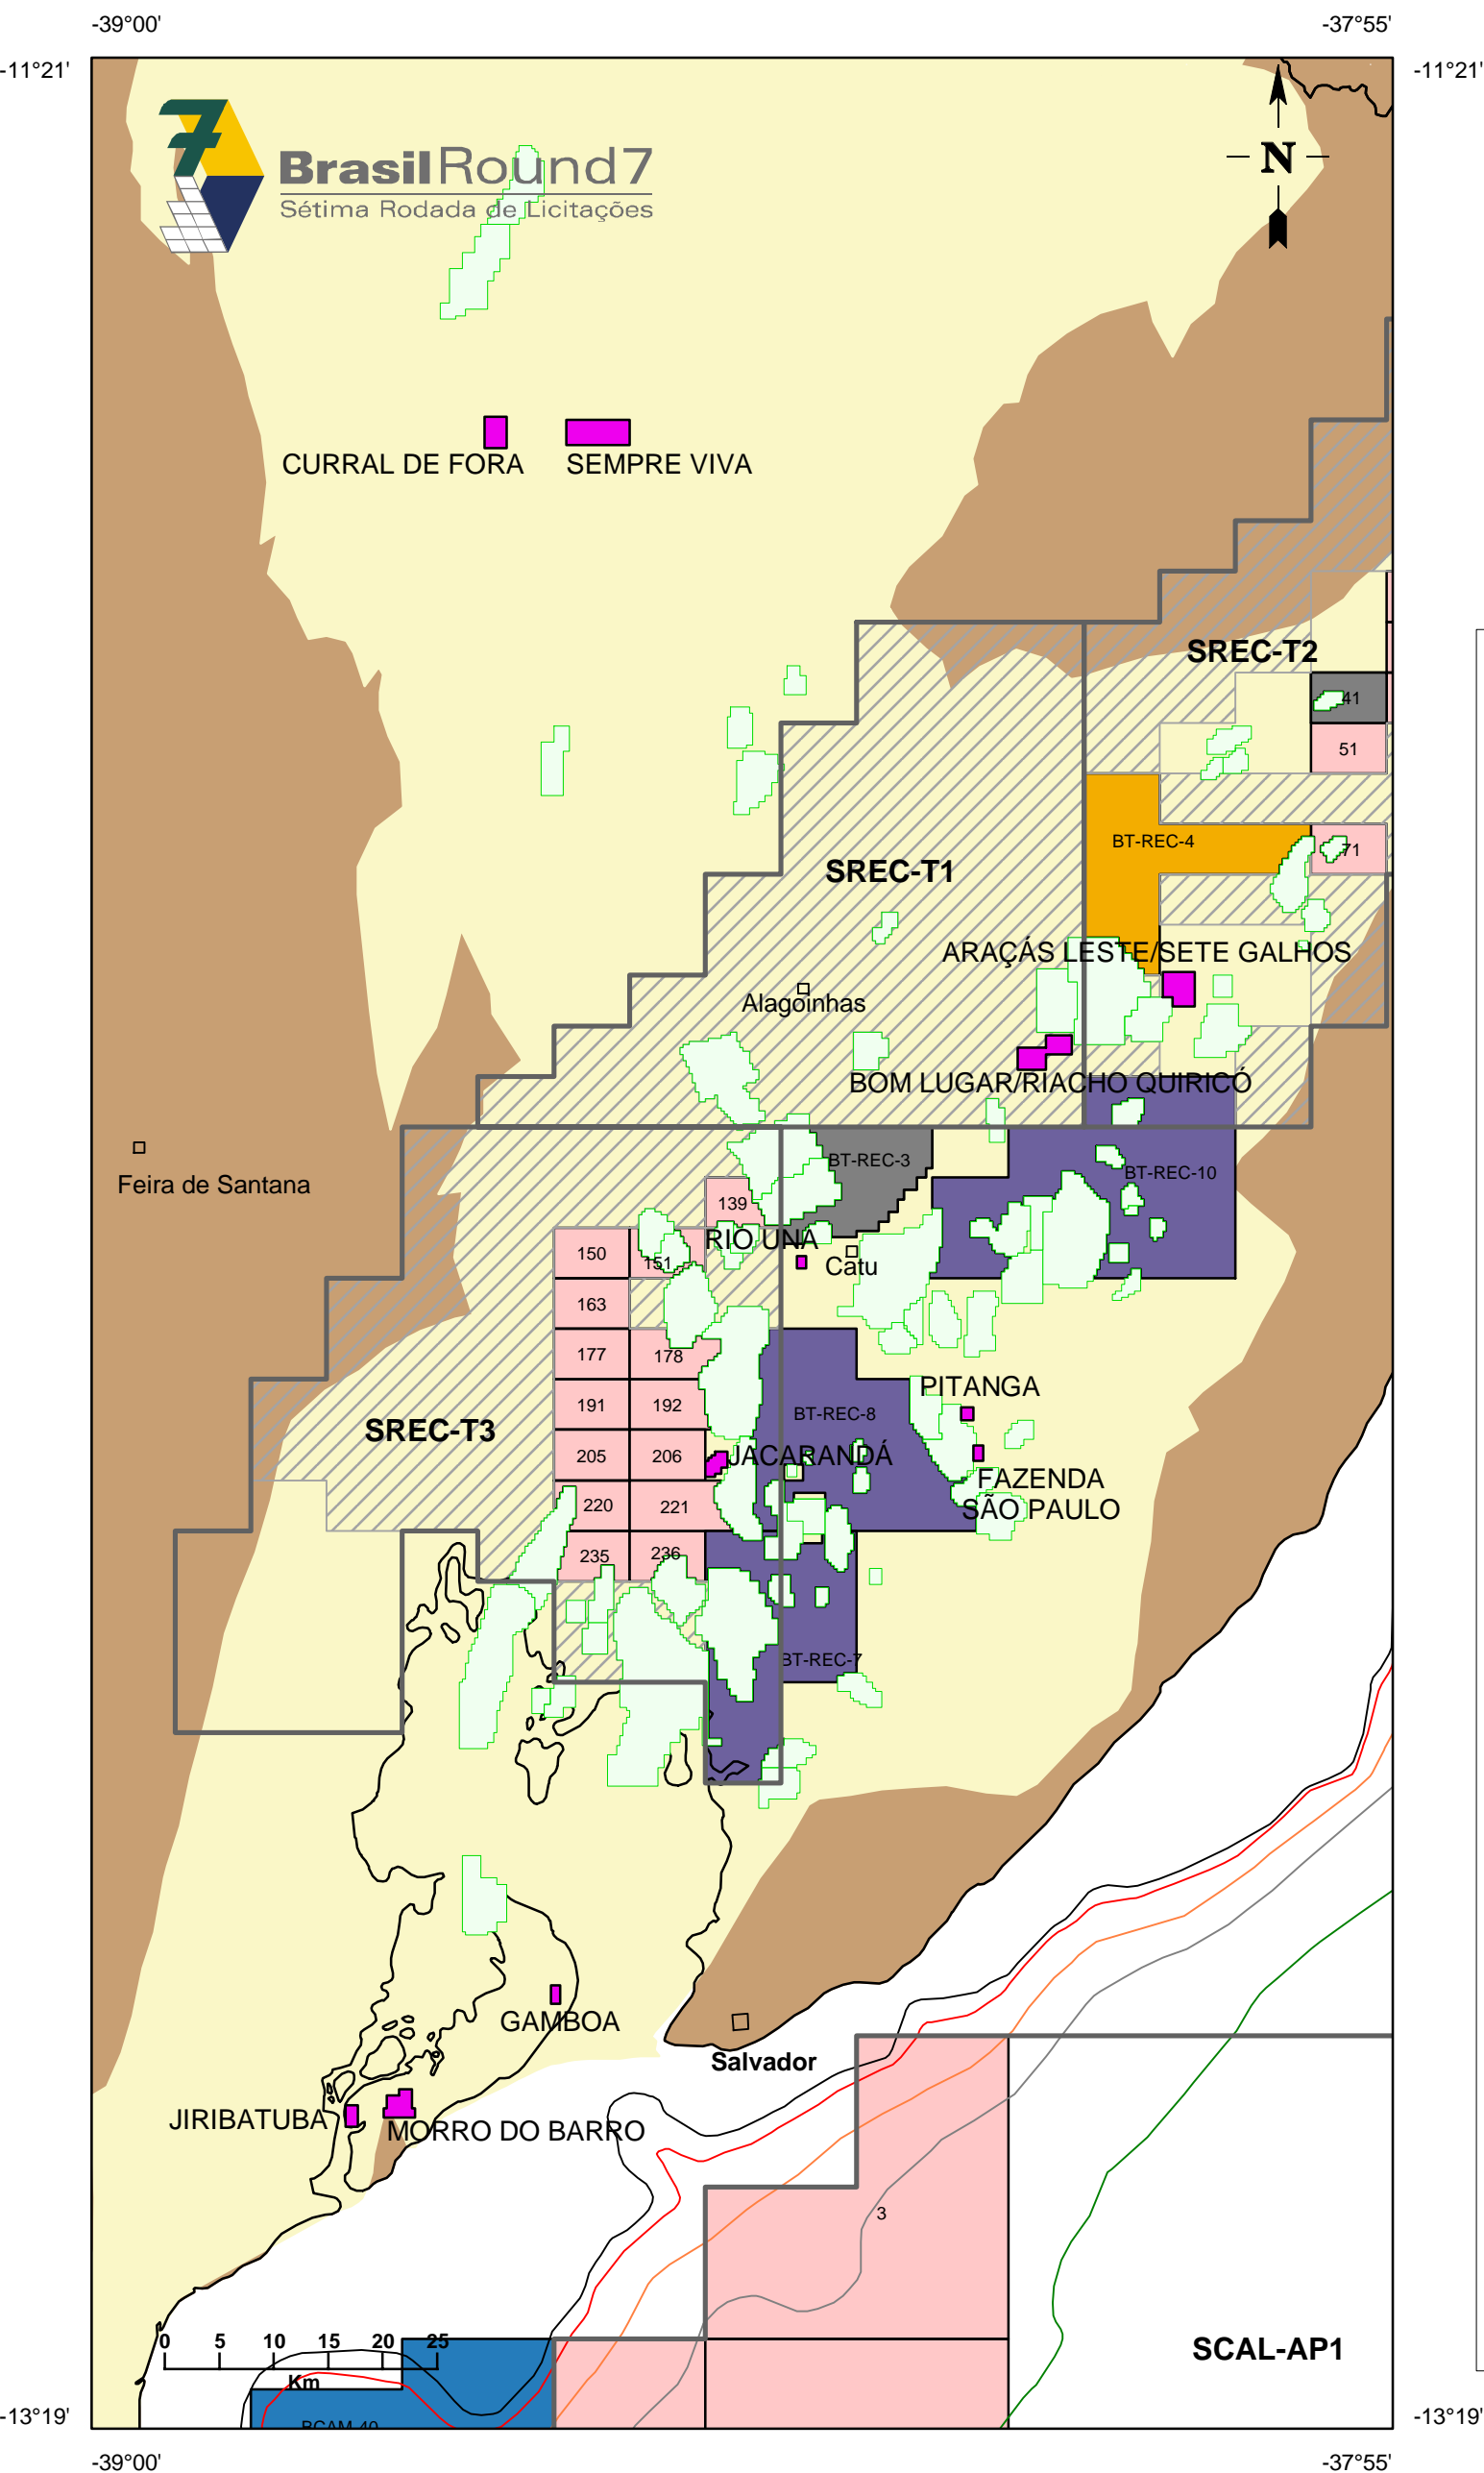 -39°00'
-37°55'
-11°21'
-11°21'
BrasilRound7
Sétima Rodada de Licitações
N
CURRAL DE FORA
SEMPRE VIVA
SREC-T2
41
51
BT-REC-4
71
SREC-T1
ARAÇÁS LESTE/SETE GALHOS
Alagoinhas
BOM LUGAR/RIACHO QUIRICÓ
BT-REC-3
BT-REC-10
Feira de Santana
139
RIO UNA
150
151
Catu
163
177
178
PITANGA
191
192
BT-REC-8
SREC-T3
205
206
JACARANDÁ
FAZENDA
SÃO PAULO
220
221
235
236
BT-REC-7
GAMBOA
Salvador
JIRIBATUBA
MORRO DO BARRO
3
0 5 10 15 20 25
Km
SCAL-AP1
BCAM-40
-13°19'
-13°19'
-39°00'
-37°55'